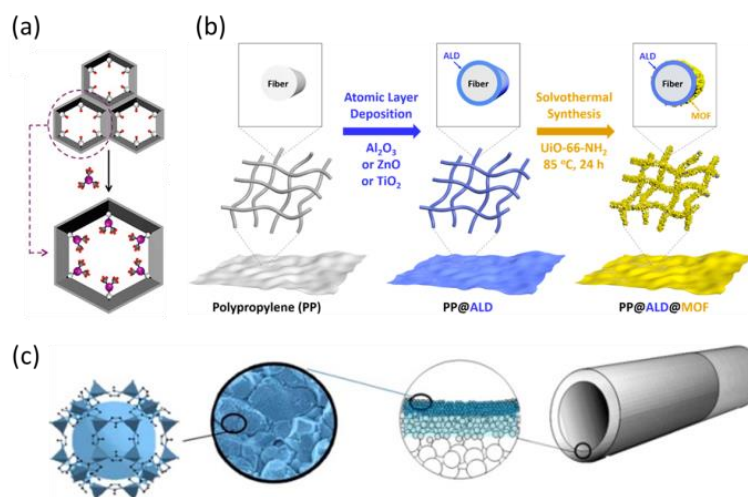 (a)
(b)
Fiber
Atomic Layer
Deposition
Al₂O₃
or ZnO
or TiO₂
ALD
Fiber
Solvothermal
Synthesis
UiO-66-NH₂
85 °C, 24 h
ALD
Fiber
MOF
Polypropylene (PP)
PP@ALD
PP@ALD@MOF
(c)